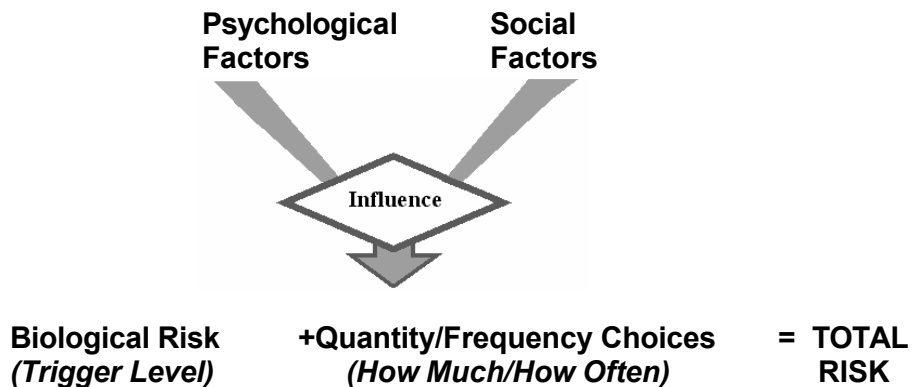 Psychological Social
Factors Factors
Influence
Biological Risk +Quantity/Frequency Choices = TOTAL
(Trigger Level) (How Much/How Often) RISK